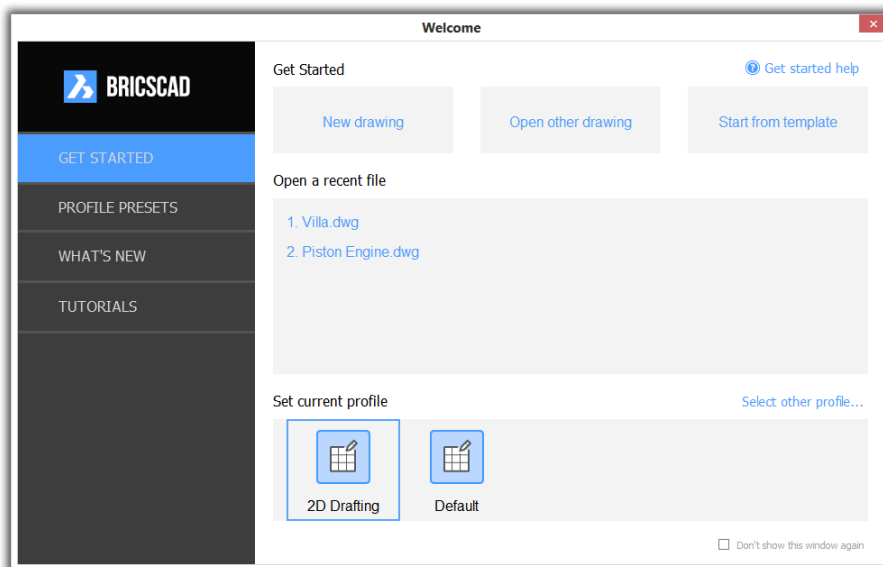 Welcome
BRICSCAD
GET STARTED
PROFILE PRESETS
WHAT'S NEW
TUTORIALS
Get Started
Get started help
New drawing
Open other drawing
Start from template
Open a recent file
1. Villa.dwg
2. Piston Engine.dwg
Set current profile
Select other profile...
2D Drafting
Default
Don't show this window again